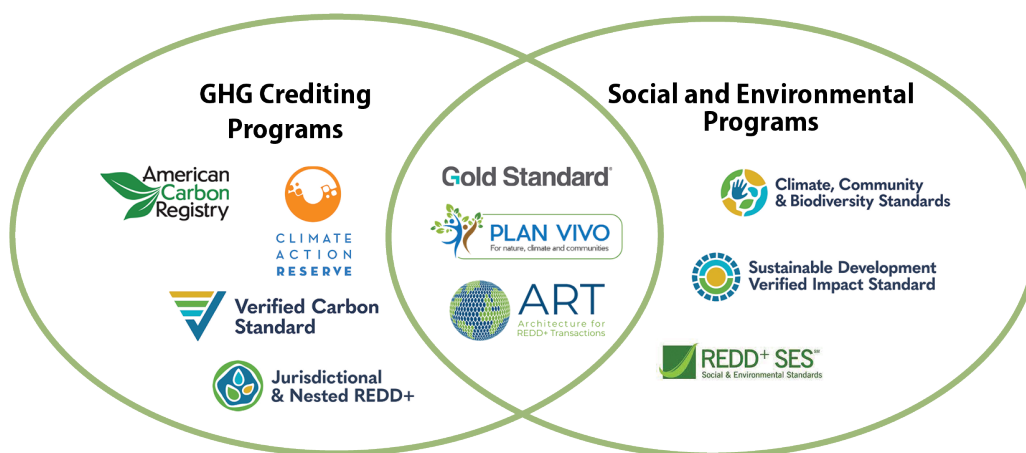 GHG Crediting
Programs
American
Carbon
Registry
CLIMATE
ACTION
RESERVE
Verified Carbon
Standard
Jurisdictional
& Nested REDD+
Gold Standard®
PLAN VIVO
For nature, climate and communities
ART
Architecture for
REDD+ Transactions
Social and Environmental
Programs
Climate, Community
& Biodiversity Standards
Sustainable Development
Verified Impact Standard
REDD+ SES℠
Social & Environmental Standards